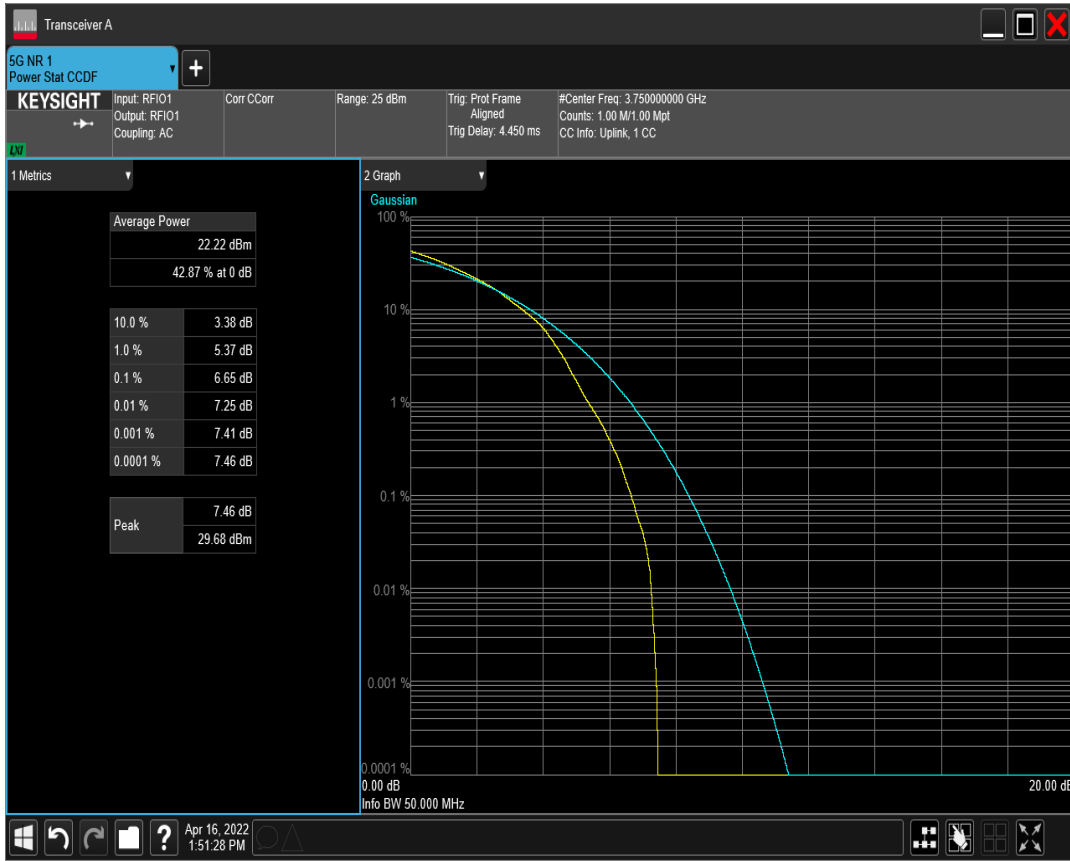 Transceiver A
5G NR 1
Power Stat CCDF
KEYSIGHT
LXI
Input: RFIO1
Output: RFIO1
Coupling: AC
Corr CCorr
Range: 25 dBm
Trig: Prot Frame
Aligned
Trig Delay: 4.450 ms
#Center Freq: 3.750000000 GHz
Counts: 1.00 M/1.00 Mpt
CC Info: Uplink, 1 CC
1 Metrics
Average Power
22.22 dBm
42.87 % at 0 dB
10.0 % 3.38 dB
1.0 % 5.37 dB
0.1 % 6.65 dB
0.01 % 7.25 dB
0.001 % 7.41 dB
0.0001 % 7.46 dB
Peak 7.46 dB
29.68 dBm
2 Graph
Gaussian
100 %
10 %
1 %
0.1 %
0.01 %
0.001 %
0.0001 %
0.00 dB 20.00 dB
Info BW 50.000 MHz
? Apr 16, 2022
1:51:28 PM